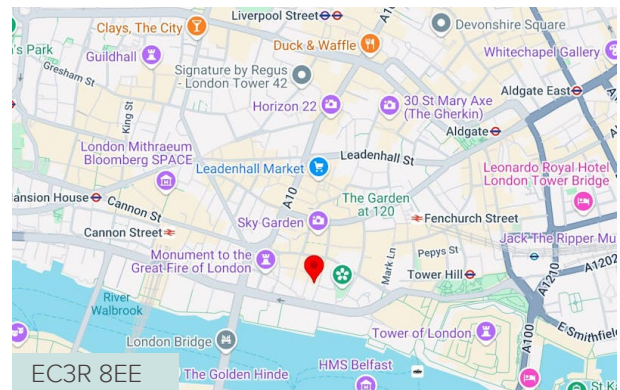 Liverpool Street
Devonshire Square
Clays, The City
Duck & Waffle
Whitechapel Gallery
Guildhall
Gresham St
Signature by Regus
- London Tower 42
Aldgate East
King St
Horizon 22
30 St Mary Axe
(The Gherkin)
Aldgate
London Mithraeum
Bloomberg SPACE
Leadenhall Market
Leadenhall St
Leonardo Royal Hotel
London Tower Bridge
A10
Cannon St
The Garden
at 120
Sky Garden
Fenchurch Street
Cannon Street
Monument to the
Great Fire of London
Mark Ln
Pepys St
Jack The Ripper Mu
Tower Hill
A1210
A1202
River
Walbrook
Tower of London
A100
E Smithfield
London Bridge
HMS Belfast
The Golden Hinde
EC3R 8EE